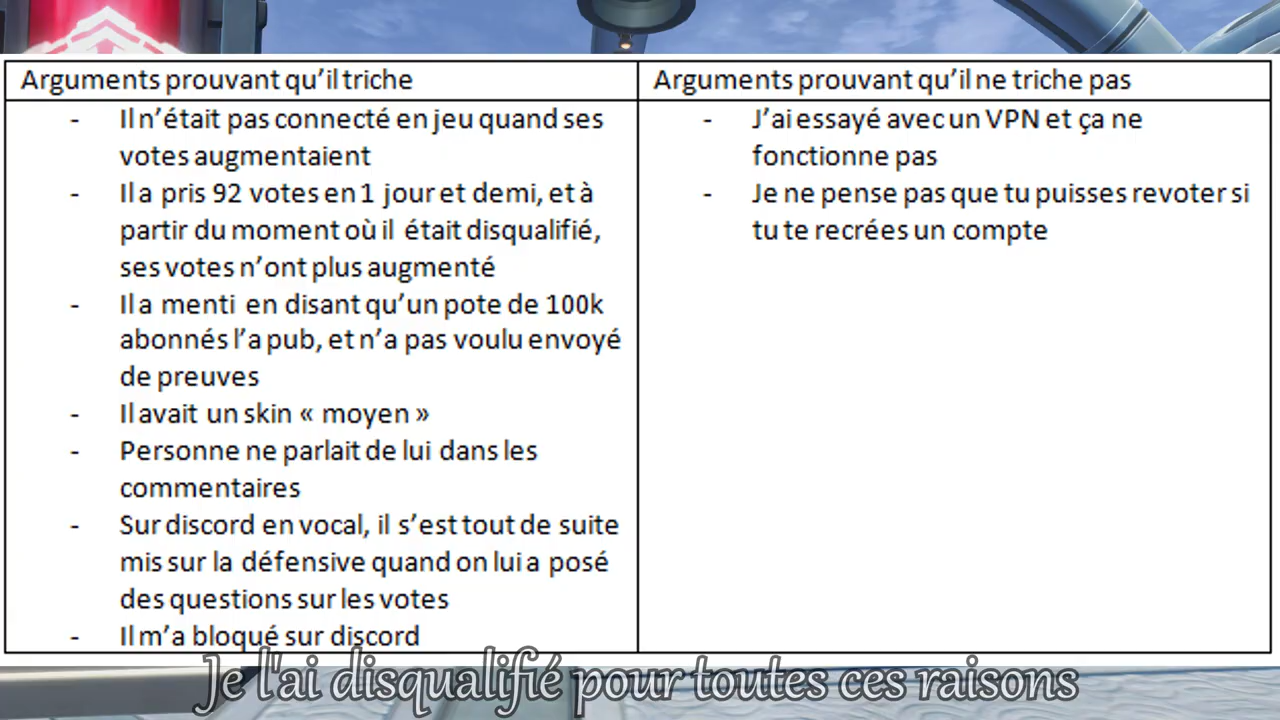 Arguments prouvant qu'il triche
- Il n'était pas connecté en jeu quand ses
votes augmentaient
- Il a pris 92 votes en 1 jour et demi, et à
partir du moment où il était disqualifié,
ses votes n'ont plus augmenté
- Il a menti en disant qu'un pote de 100k
abonnés l'a pub, et n'a pas voulu envoyé
de preuves
- Il avait un skin « moyen »
- Personne ne parlait de lui dans les
commentaires
- Sur discord en vocal, il s'est tout de suite
mis sur la défensive quand on lui a posé
des questions sur les votes
- Il m'a bloqué sur discord
Arguments prouvant qu'il ne triche pas
- J'ai essayé avec un VPN et ça ne
fonctionne pas
- Je ne pense pas que tu puisses revoter si
tu te recrées un compte
Je l'ai disqualifié pour toutes ces raisons